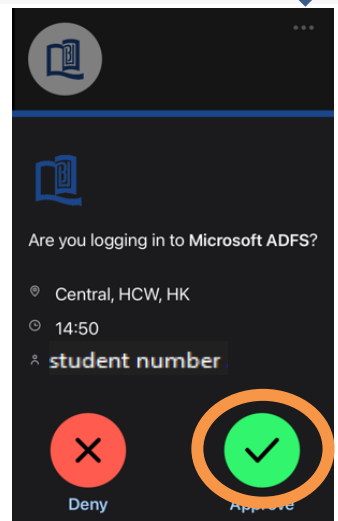 Are you logging in to Microsoft ADFS?
Central, HCW, HK
14:50
student number
Deny
Approve